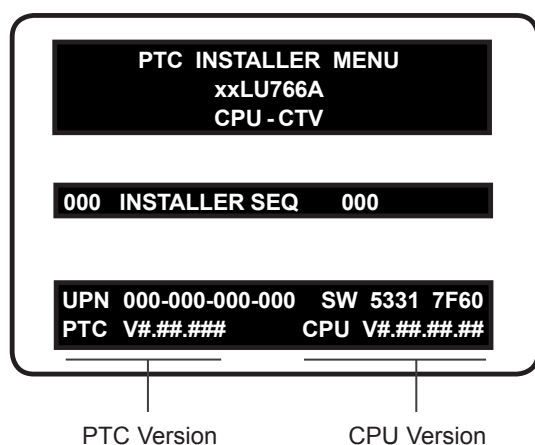 PTC INSTALLER MENU
xxLU766A
CPU - CTV
000 INSTALLER SEQ 000
UPN 000-000-000-000 SW 5331 7F60
PTC V#.##.### CPU V#.##.##.##
PTC Version CPU Version